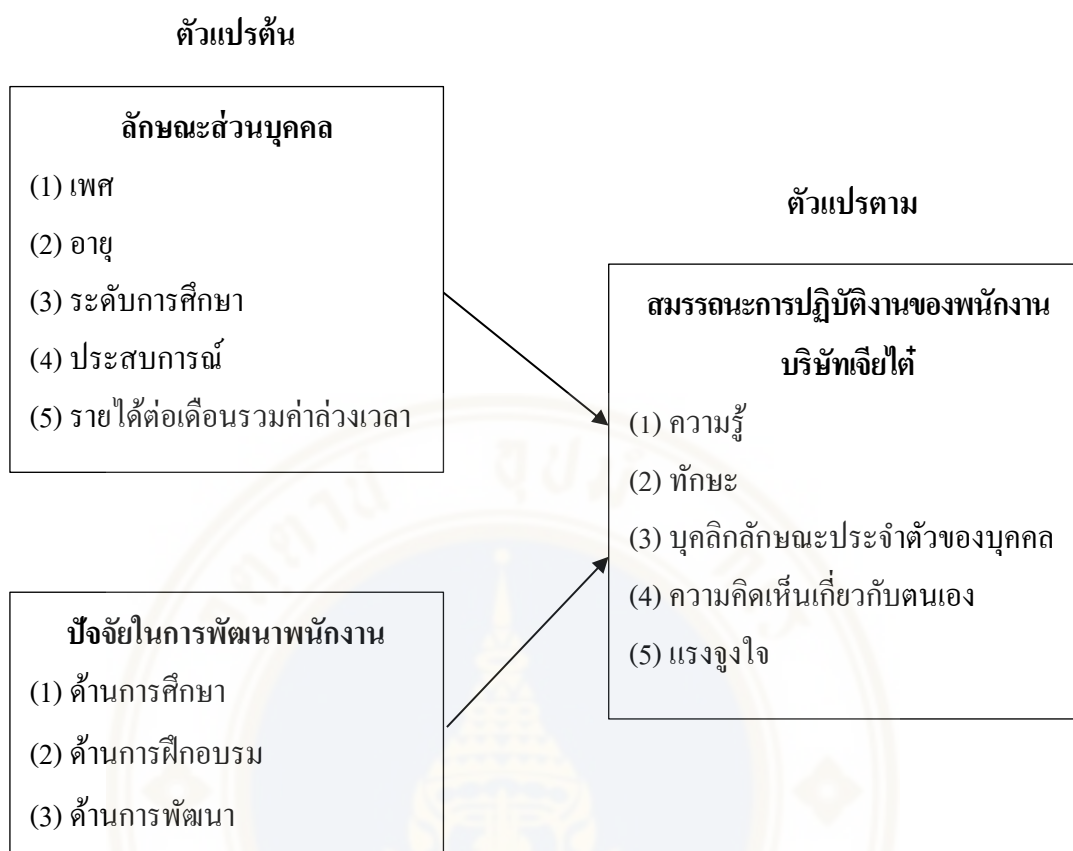 ตัวแปรต้น
ลักษณะส่วนบุคคล
(1) เพศ
(2) อายุ
(3) ระดับการศึกษา
(4) ประสบการณ์
(5) รายได้ต่อเดือนรวมค่าล่วงเวลา
ปัจจัยในการพัฒนาพนักงาน
(1) ด้านการศึกษา
(2) ด้านการฝึกอบรม
(3) ด้านการพัฒนา
ตัวแปรตาม
สมรรถนะการปฏิบัติงานของพนักงาน
บริษัทเจียไต๋
(1) ความรู้
(2) ทักษะ
(3) บุคลิกลักษณะประจำตัวของบุคคล
(4) ความคิดเห็นเกี่ยวกับตนเอง
(5) แรงจูงใจ